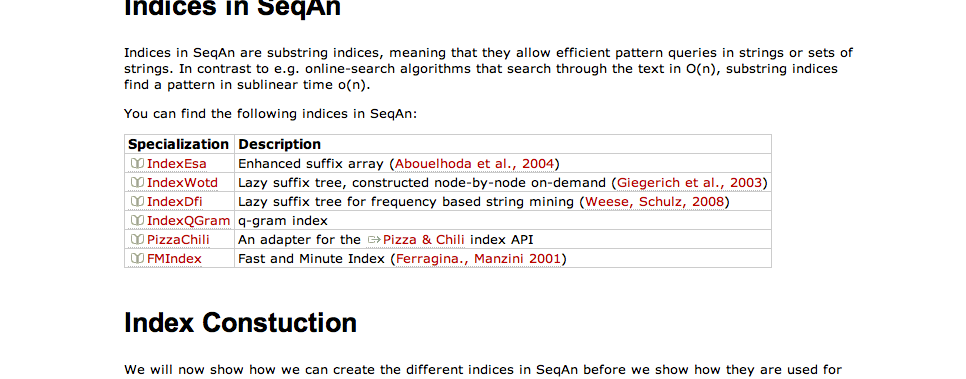 Indices in SeqAn
Indices in SeqAn are substring indices, meaning that they allow efficient pattern queries in strings or sets of
strings. In contrast to e.g. online-search algorithms that search through the text in O(n), substring indices
find a pattern in sublinear time o(n).
You can find the following indices in SeqAn:
Specialization Description
IndexEsa Enhanced suffix array (Abouelhoda et al., 2004)
IndexWotd Lazy suffix tree, constructed node-by-node on-demand (Giegerich et al., 2003)
IndexDfi Lazy suffix tree for frequency based string mining (Weese, Schulz, 2008)
IndexQGram q-gram index
PizzaChili An adapter for the Pizza & Chili index API
FMIndex Fast and Minute Index (Ferragina., Manzini 2001)
Index Constuction
We will now show how we can create the different indices in SeqAn before we show how they are used for